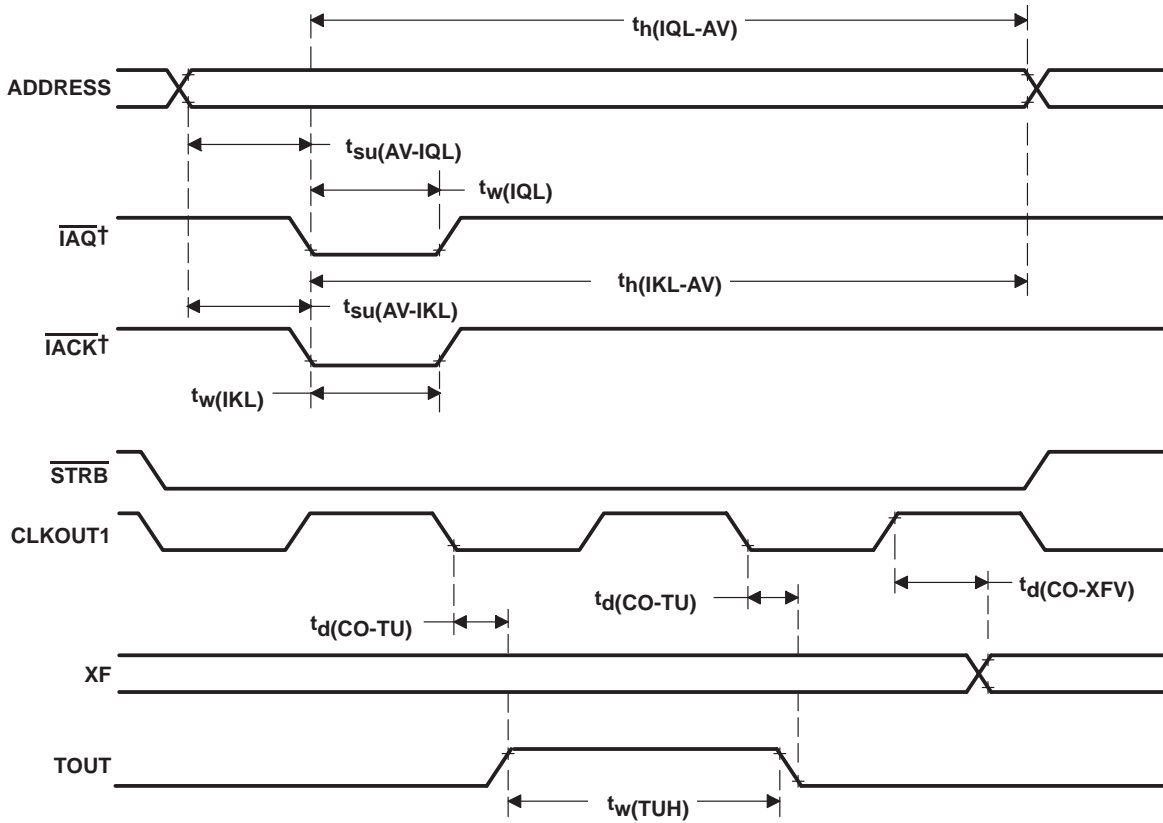 th(IQL-AV)
ADDRESS
tsu(AV-IQL)
tw(IQL)
IAQ†
th(IKL-AV)
tsu(AV-IKL)
IACK†
tw(IKL)
STRB
CLKOUT1
td(CO-TU)
td(CO-XFV)
td(CO-TU)
XF
TOUT
tw(TUH)